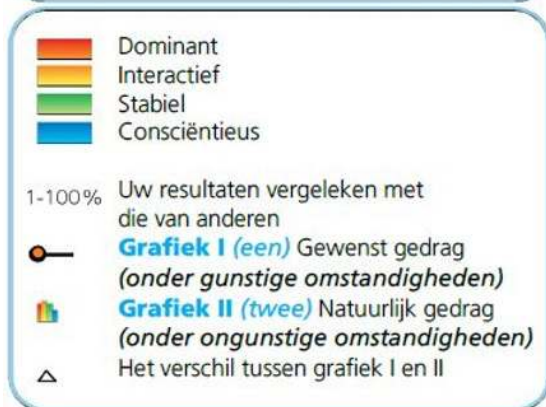 Dominant
Interactief
Stabiel
Consciëntieus
1-100% Uw resultaten vergeleken met
die van anderen
Grafiek I (een) Gewenst gedrag
(onder gunstige omstandigheden)
Grafiek II (twee) Natuurlijk gedrag
(onder ongunstige omstandigheden)
Het verschil tussen grafiek I en II